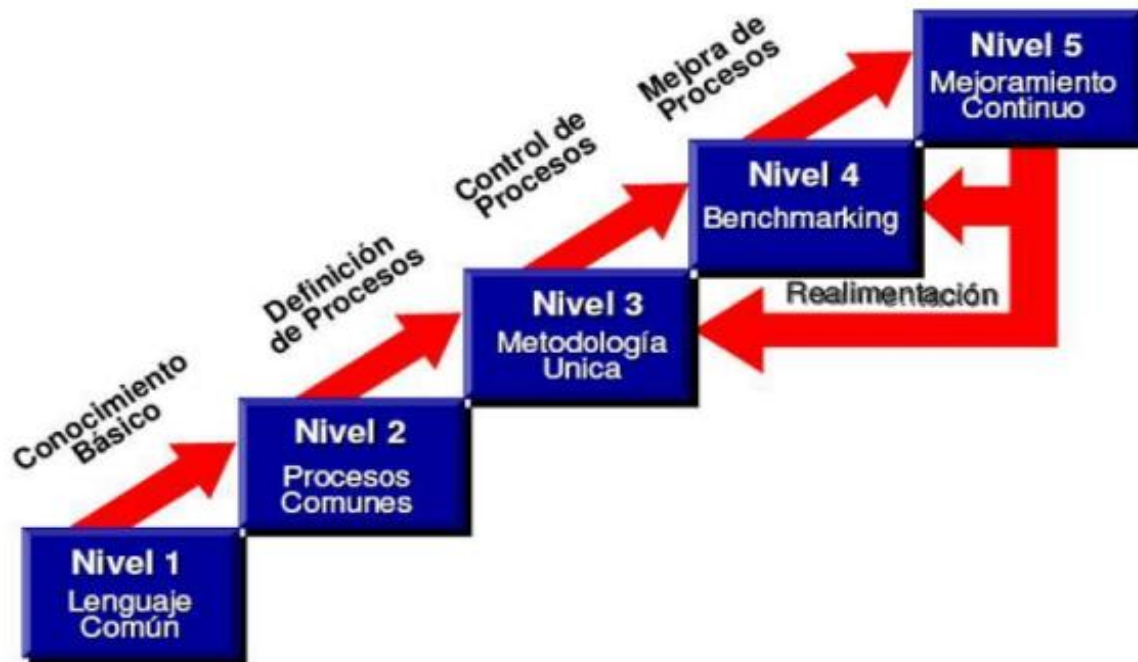 Nivel 5
Mejoramiento
Continuo
Mejora de
Procesos
Nivel 4
Benchmarking
Control de
Procesos
Realimentación
Nivel 3
Metodología
Unica
Definición
de Procesos
Nivel 2
Procesos
Comunes
Conocimiento
Básico
Nivel 1
Lenguaje
Común